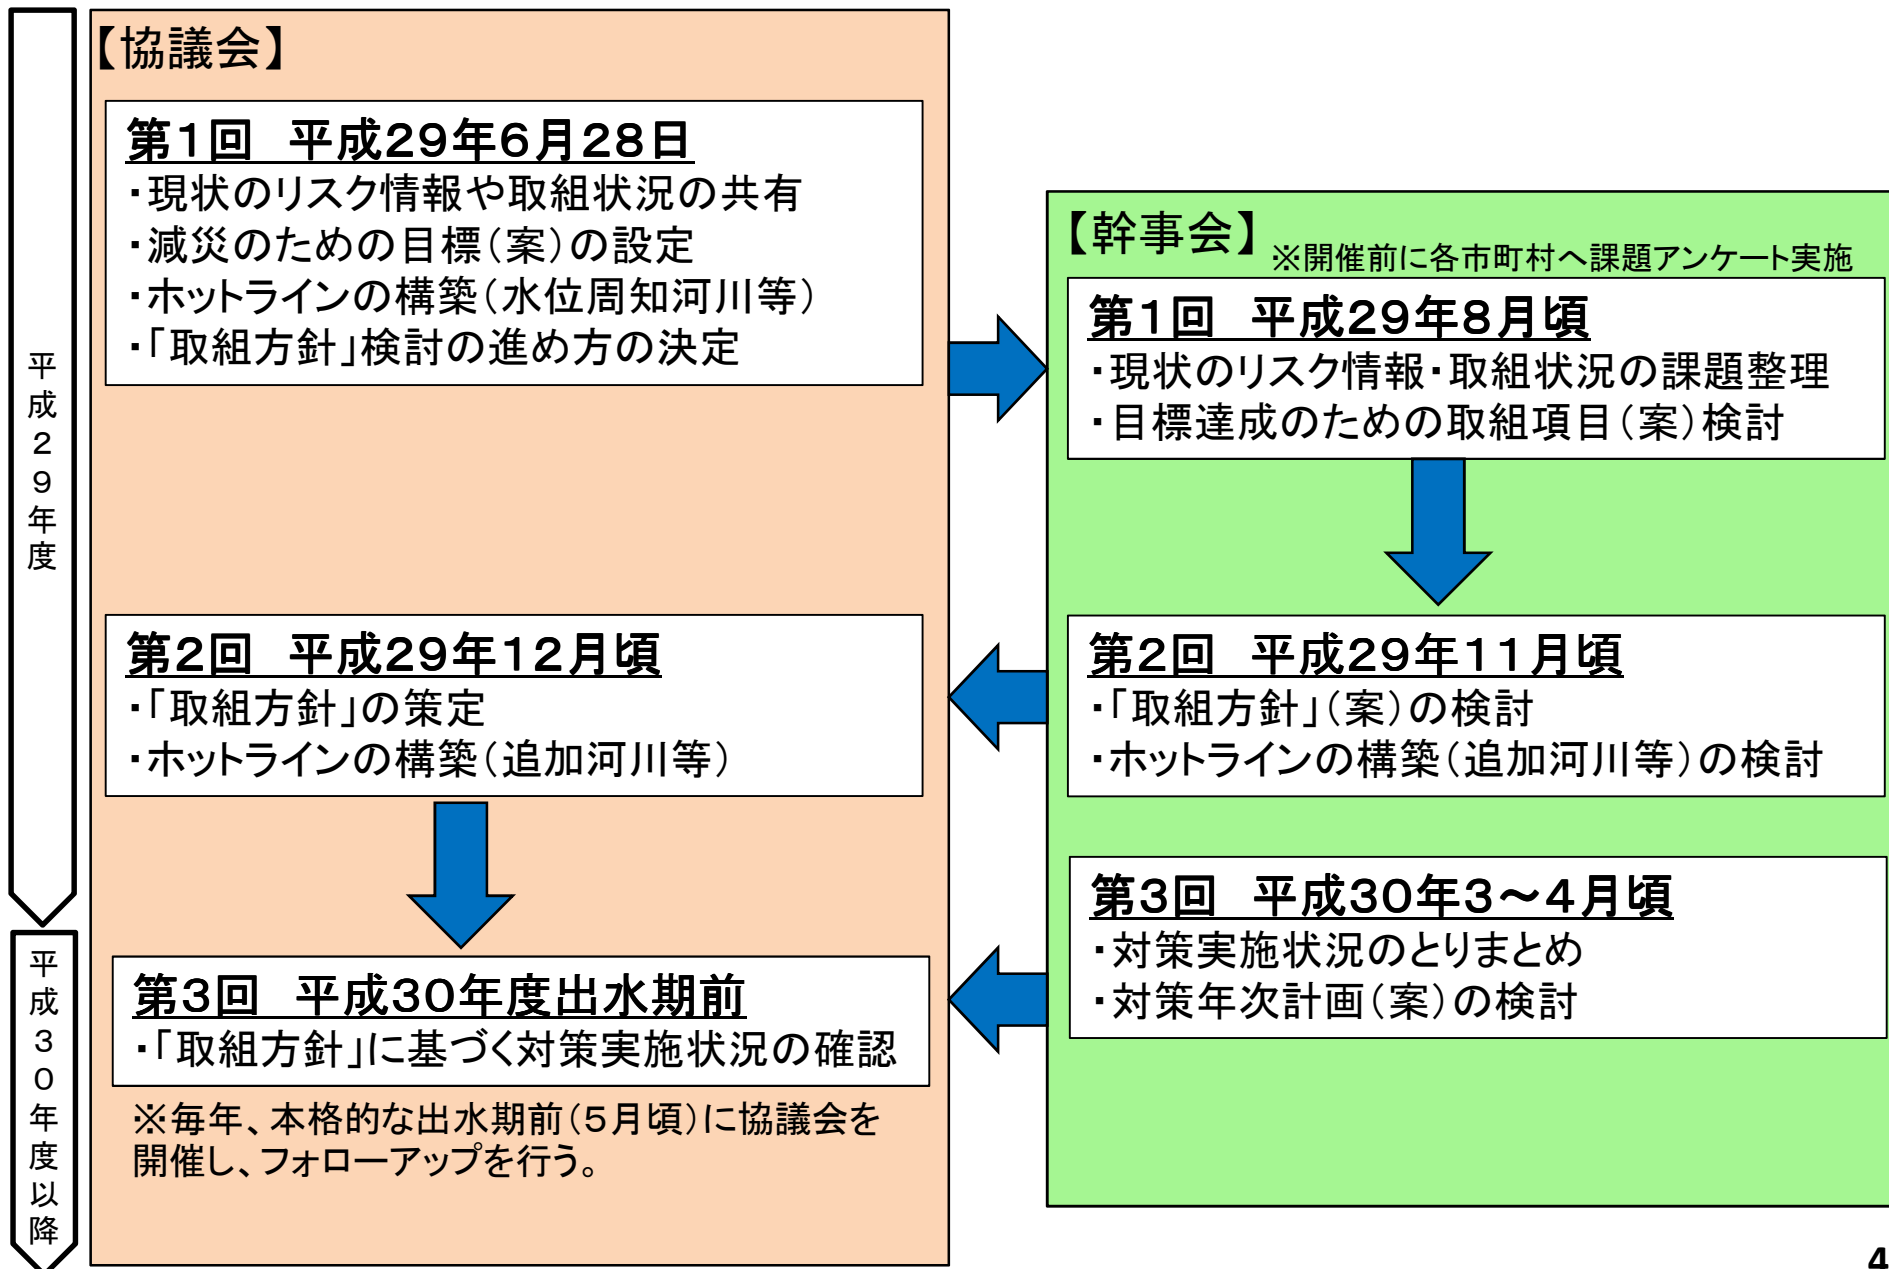 平成29年度
平成30年度以降
【協議会】
第1回　平成29年6月28日
・現状のリスク情報や取組状況の共有
・減災のための目標（案）の設定
・ホットラインの構築（水位周知河川等）
・「取組方針」検討の進め方の決定
第2回　平成29年12月頃
・「取組方針」の策定
・ホットラインの構築（追加河川等）
第3回　平成30年度出水期前
・「取組方針」に基づく対策実施状況の確認
※毎年、本格的な出水期前（5月頃）に協議会を
開催し、フォローアップを行う。
【幹事会】 ※開催前に各市町村へ課題アンケート実施
第1回　平成29年8月頃
・現状のリスク情報・取組状況の課題整理
・目標達成のための取組項目（案）検討
第2回　平成29年11月頃
・「取組方針」（案）の検討
・ホットラインの構築（追加河川等）の検討
第3回　平成30年3～4月頃
・対策実施状況のとりまとめ
・対策年次計画（案）の検討
4